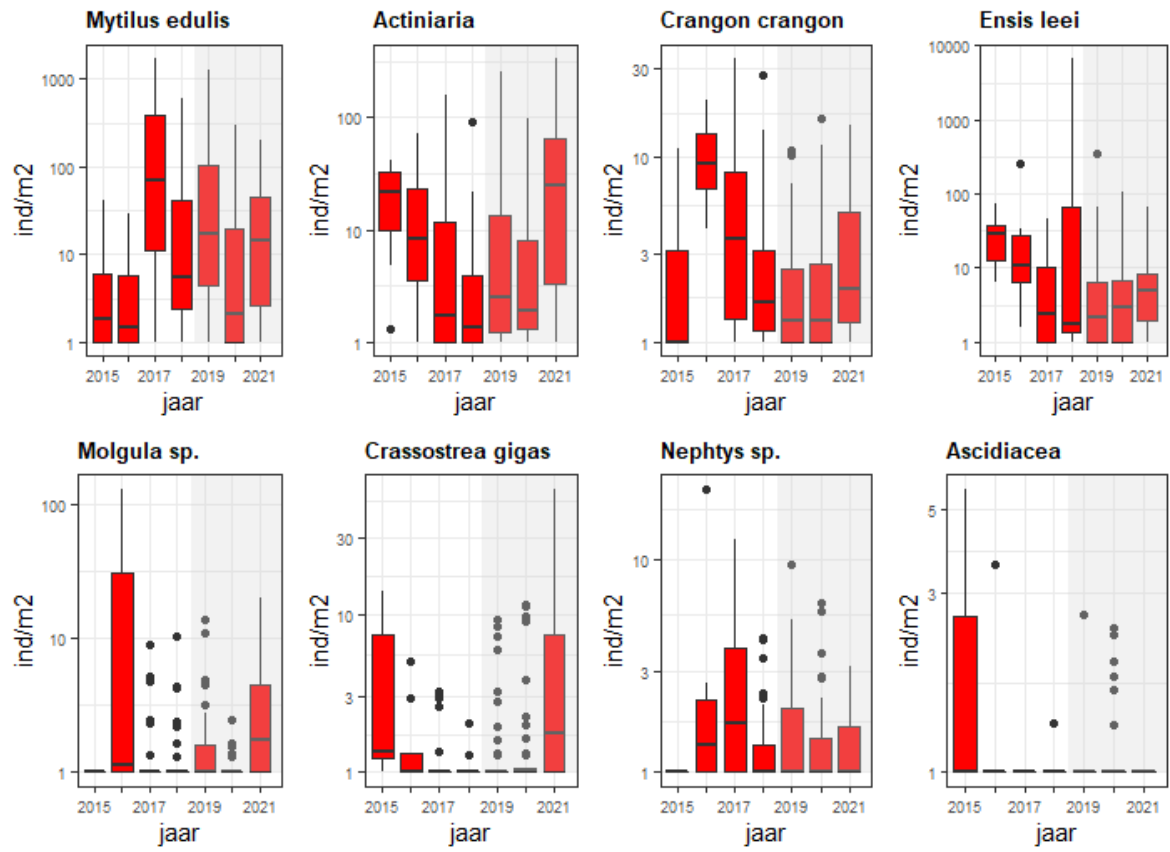 Mytilus edulis
Actiniaria
Crangon crangon
Ensis leei
1000
100
10
1
ind/m2
2015
2017
2019
2021
jaar
100
10
1
ind/m2
2015
2017
2019
2021
jaar
30
10
3
1
ind/m2
2015
2017
2019
2021
jaar
10000
1000
100
10
1
ind/m2
2015
2017
2019
2021
jaar
Molgula sp.
Crassostrea gigas
Nephtys sp.
Ascidiacea
100
10
1
ind/m2
2015
2017
2019
2021
jaar
30
10
3
1
ind/m2
2015
2017
2019
2021
jaar
10
3
1
ind/m2
2015
2017
2019
2021
jaar
5
3
1
ind/m2
2015
2017
2019
2021
jaar